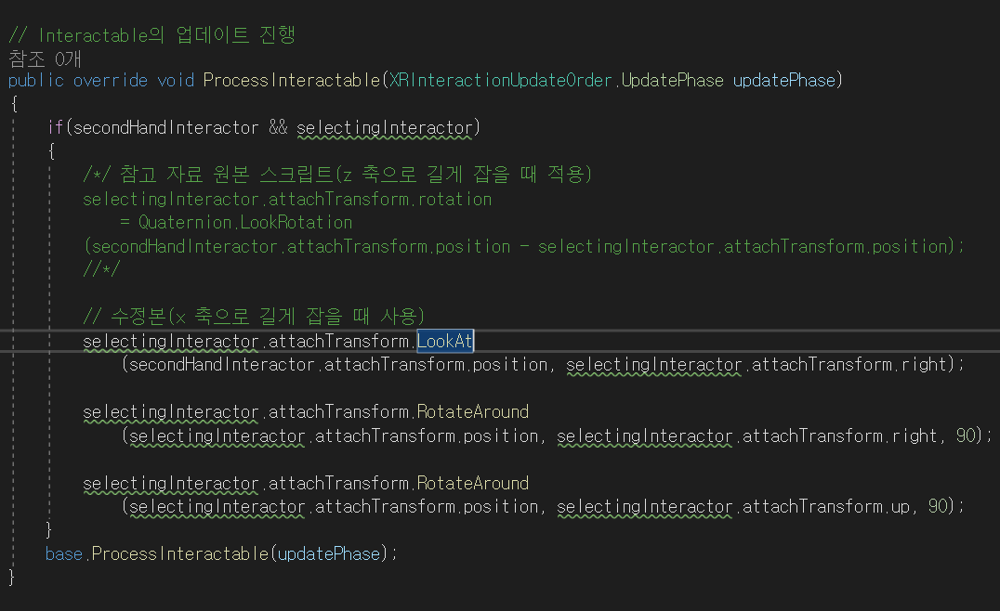 // Interactable의 업데이트 진행
참조 0개
public override void ProcessInteractable(XRInteractionUpdateOrder.UpdatePhase updatePhase)
{
if(secondHandInteractor && selectingInteractor)
{
/*/ 참고 자료 원본 스크립트(z 축으로 길게 잡을 때 적용)
selectingInteractor.attachTransform.rotation
= Quaternion.LookRotation
(secondHandInteractor.attachTransform.position - selectingInteractor.attachTransform.position);
//*/
// 수정본(x 축으로 길게 잡을 때 사용)
selectingInteractor.attachTransform.LookAt
(secondHandInteractor.attachTransform.position, selectingInteractor.attachTransform.right);
selectingInteractor.attachTransform.RotateAround
(selectingInteractor.attachTransform.position, selectingInteractor.attachTransform.right, 90);
selectingInteractor.attachTransform.RotateAround
(selectingInteractor.attachTransform.position, selectingInteractor.attachTransform.up, 90);
}
base.ProcessInteractable(updatePhase);
}